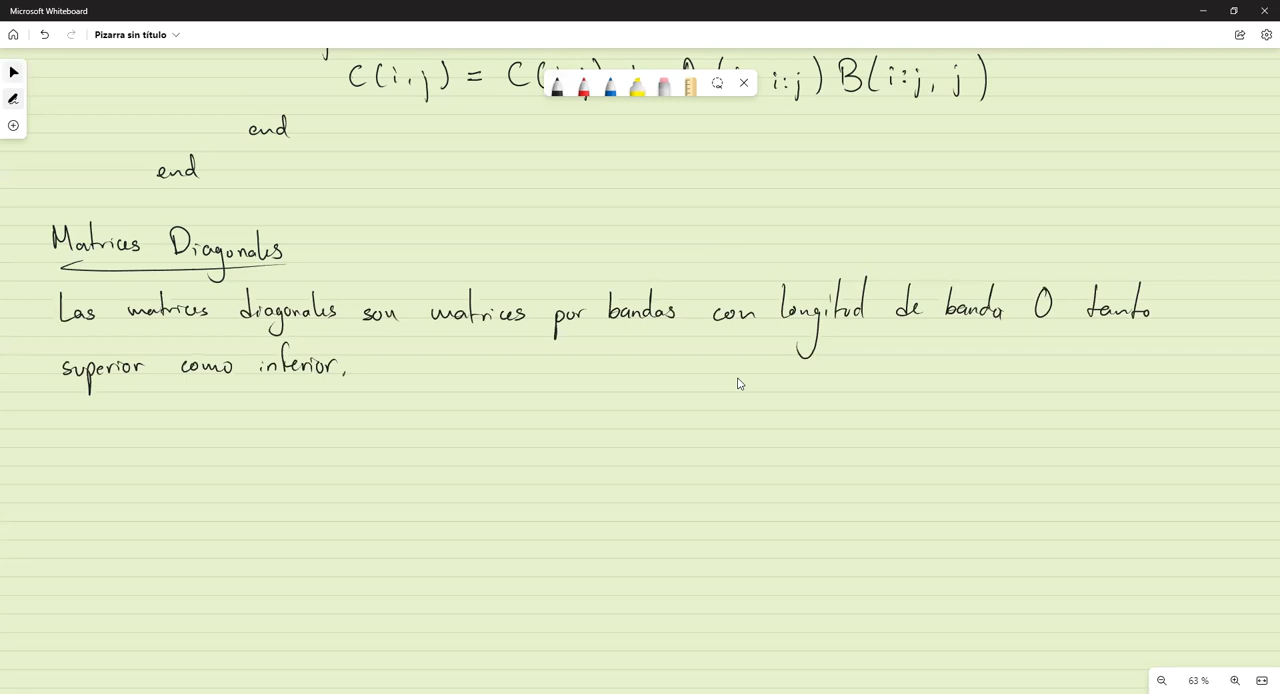 Microsoft Whiteboard
Pizarra sin título
C(i,j) = C( i:j) B(i:j, j)
end
end
Matrices Diagonales
Las matrices diagonales son matrices por bandas con longitud de banda 0 tanto
superior como inferior.
63 %